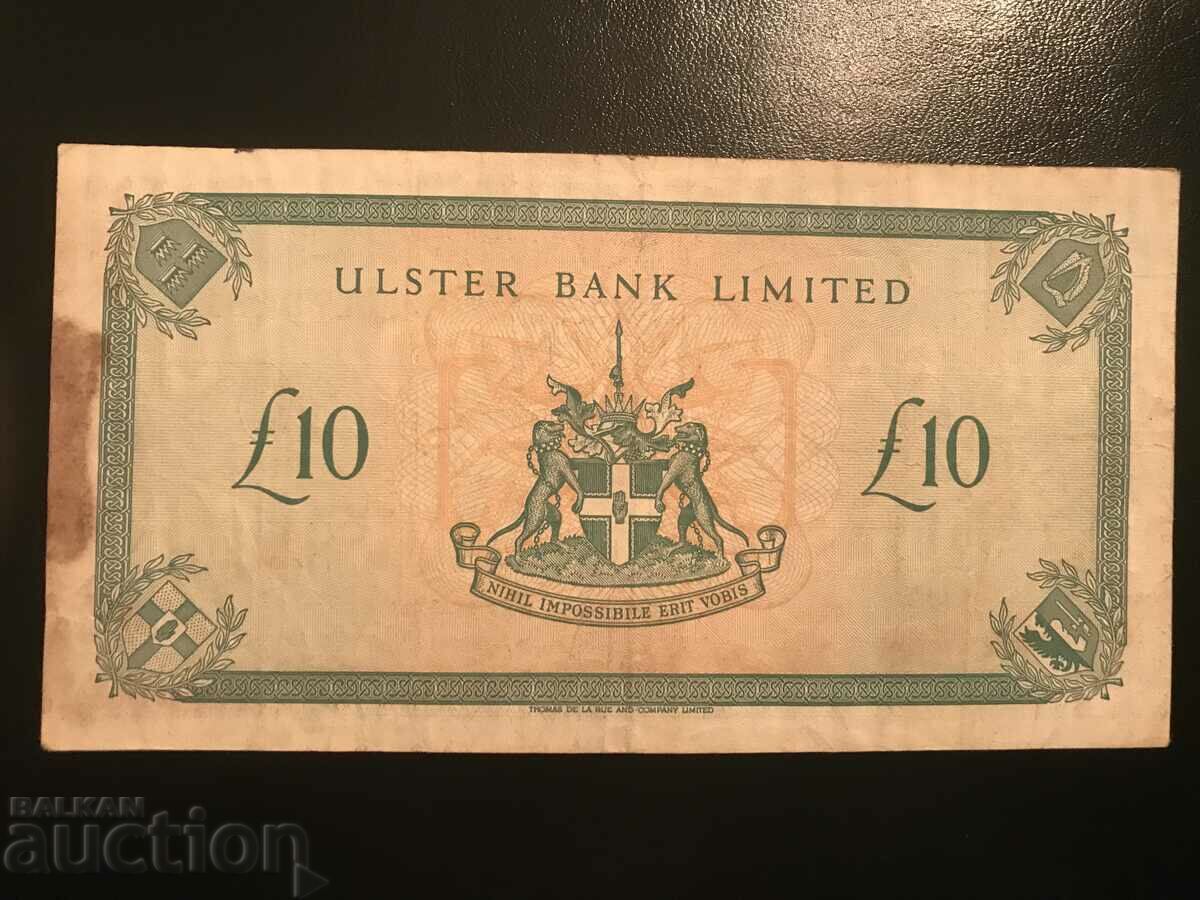 ULSTER BANK LIMITED
£10
£10
NIHIL IMPOSSIBILE ERIT VOBIS
THOMAS DE LA RUE AND COMPANY LIMITED
BALKAN
auction